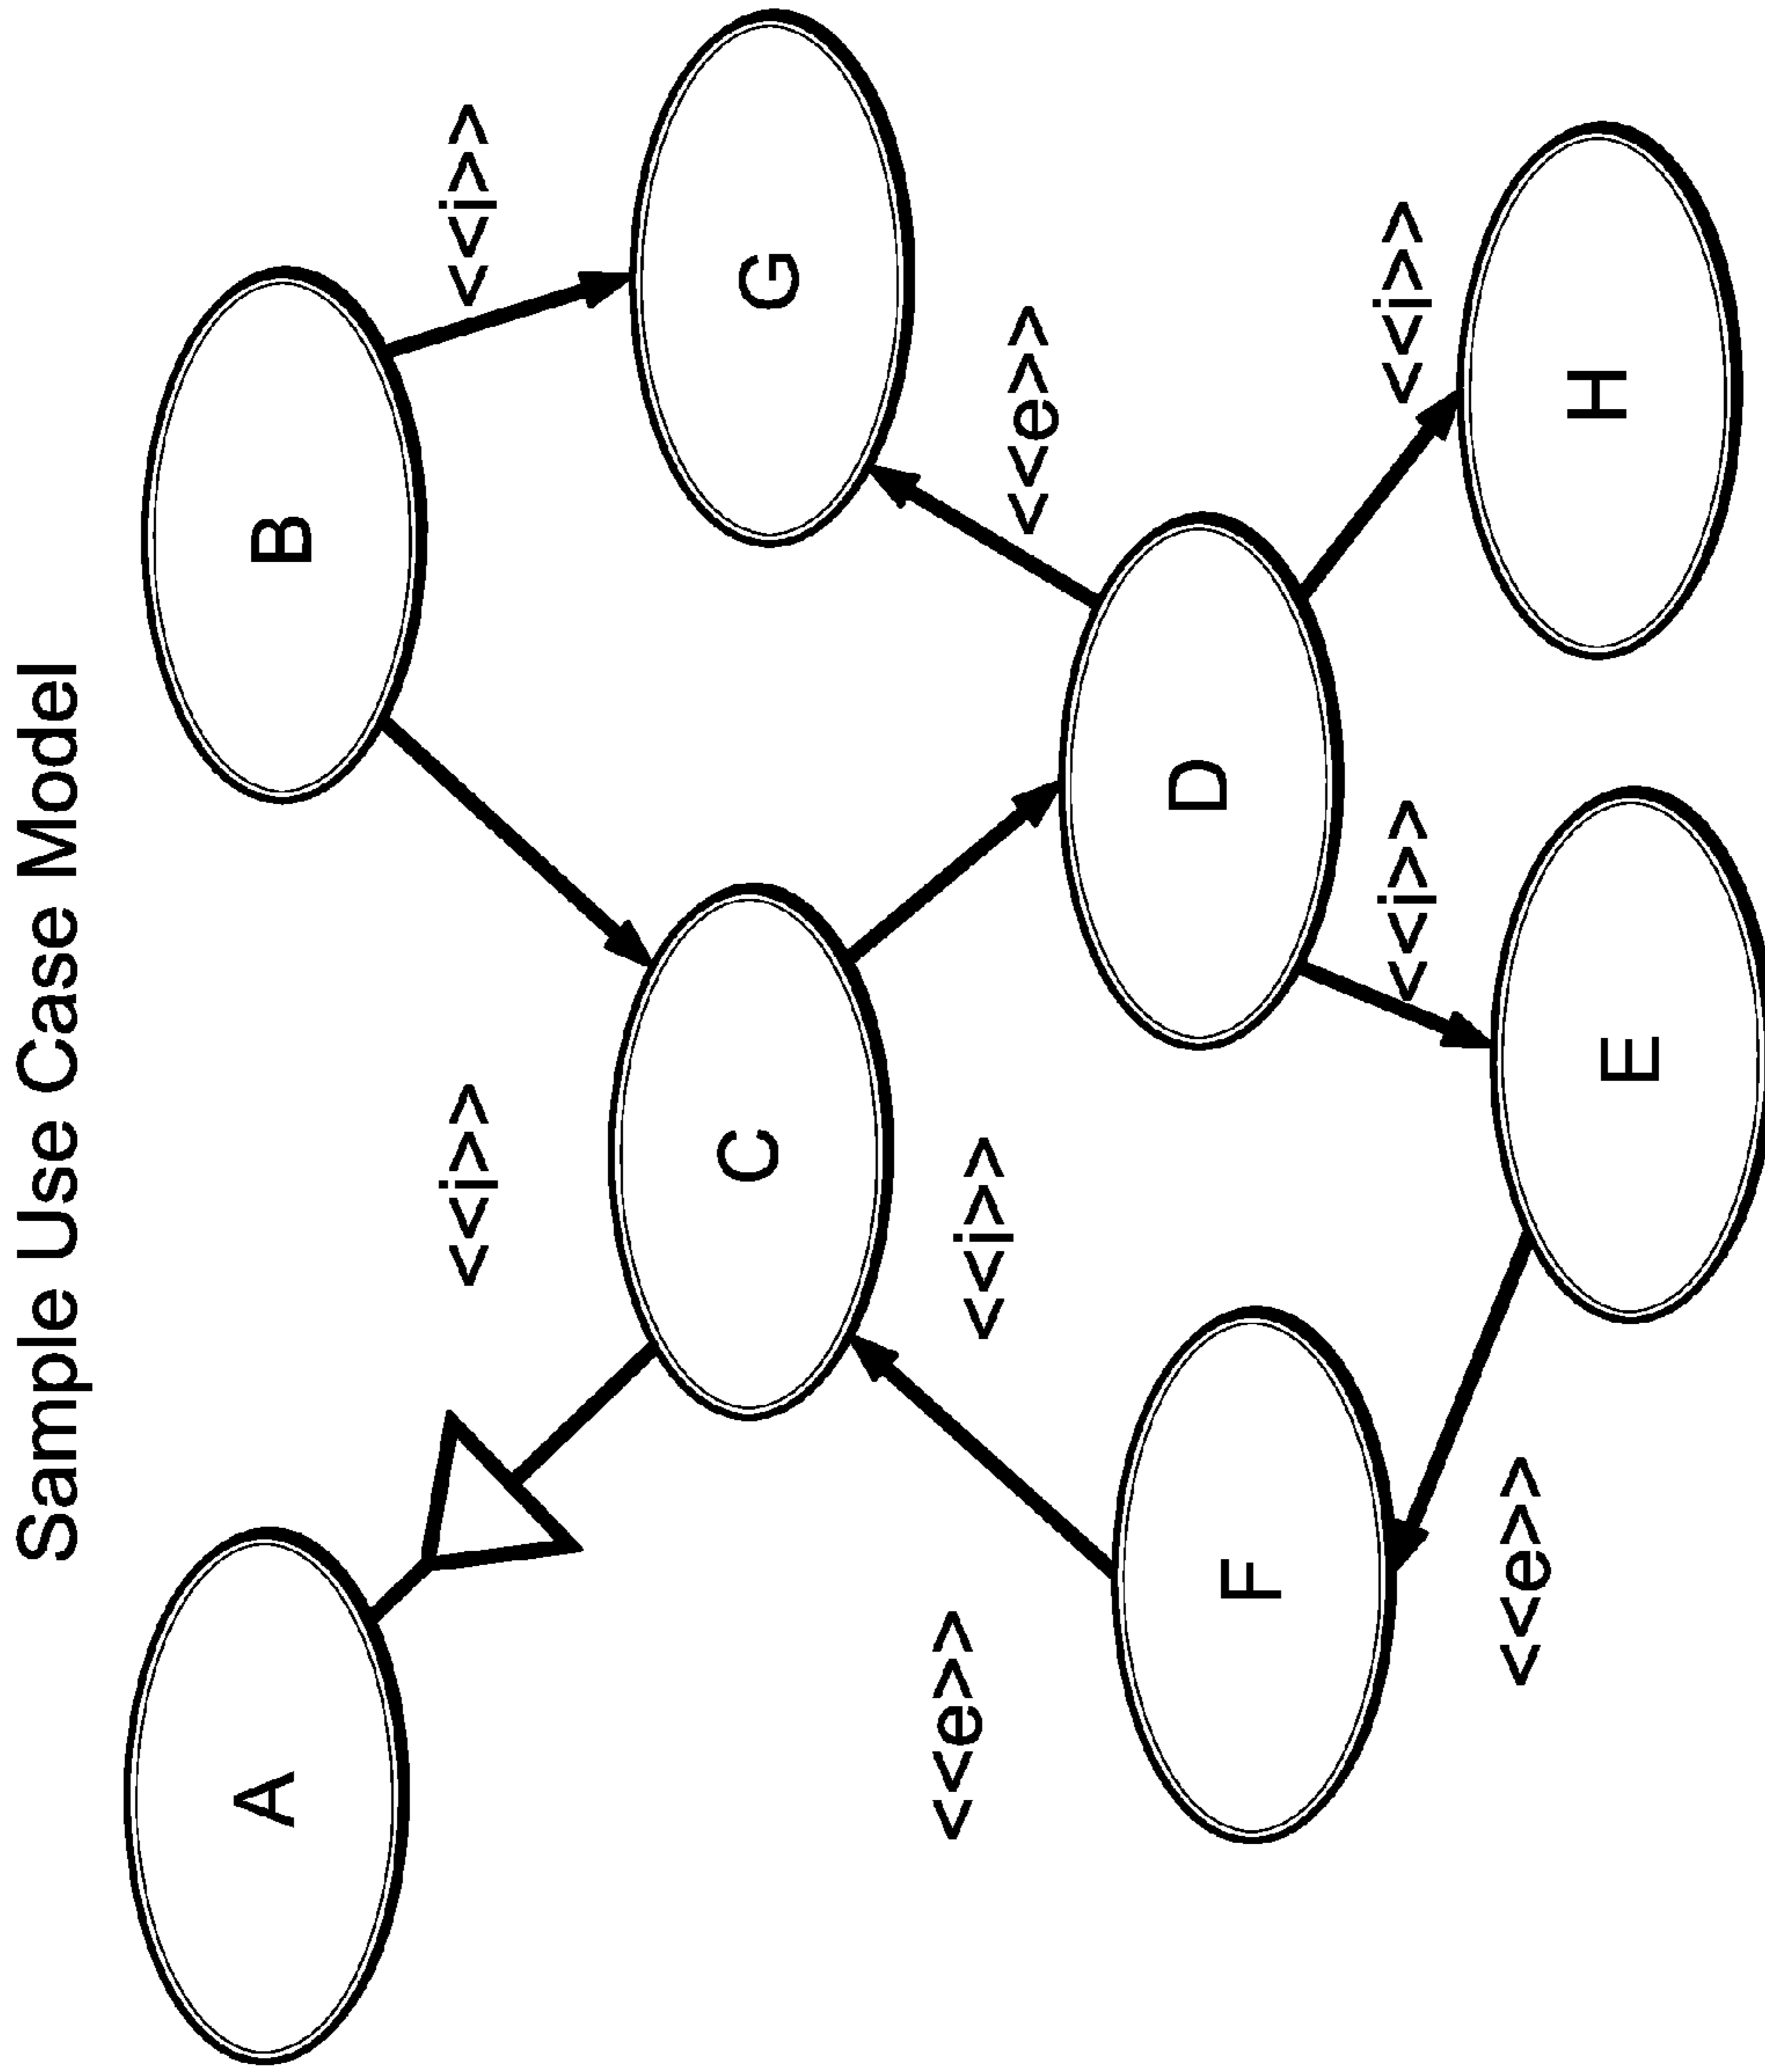 Sample Use Case Model
A
B
<<i>>
<<i>>
C
G
<<e>>
<<i>>
<<e>>
F
D
<<i>>
<<i>>
<<e>>
E
H